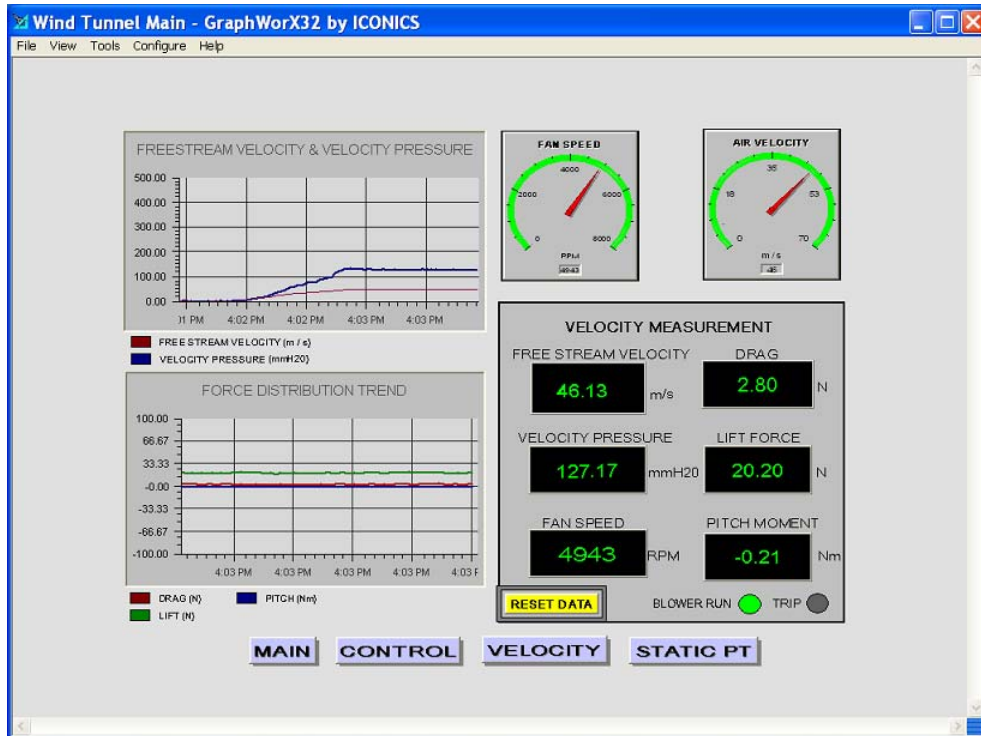 Wind Tunnel Main - GraphWorX32 by ICONICS
File View Tools Configure Help
FREESTREAM VELOCITY & VELOCITY PRESSURE
500.00
400.00
300.00
200.00
100.00
0.00
)1 PM 4:02 PM 4:02 PM 4:03 PM 4:03 PM
FREE STREAM VELOCITY (m / s)
VELOCITY PRESSURE (mmH20)
FAN SPEED
4000
2000 6000
0 8000
RPM
4943
AIR VELOCITY
35
18 53
0 70
m / s
46
FORCE DISTRIBUTION TREND
100.00
66.67
33.33
-0.00
-33.33
-66.67
-100.00
4:03 PM 4:03 PM 4:03 PM 4:03 PM 4:03 F
DRAG (N) PITCH (Nm)
LIFT (N)
VELOCITY MEASUREMENT
FREE STREAM VELOCITY DRAG
46.13 m/s 2.80 N
VELOCITY PRESSURE LIFT FORCE
127.17 mmH20 20.20 N
FAN SPEED PITCH MOMENT
4943 RPM -0.21 Nm
RESET DATA BLOWER RUN TRIP
MAIN CONTROL VELOCITY STATIC PT